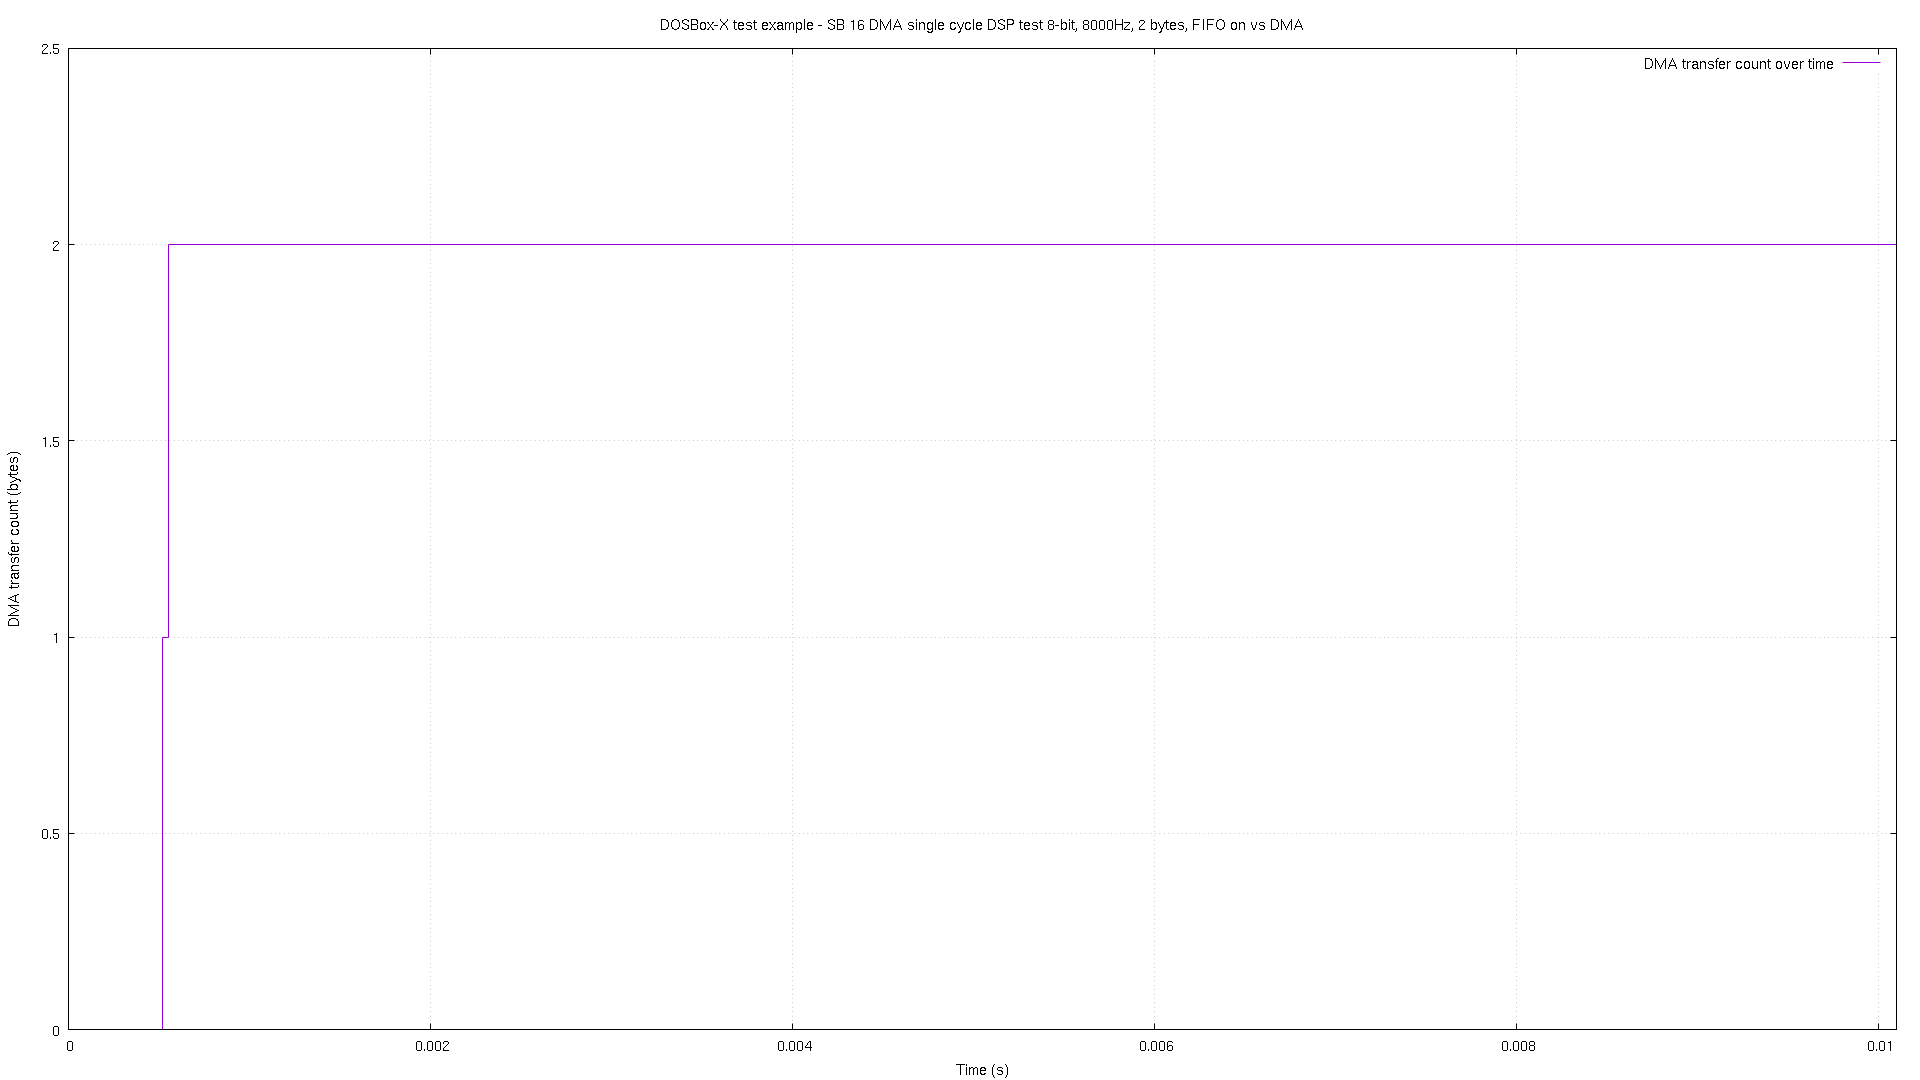 DOSBox-X test example - SB 16 DMA single cycle DSP test 8-bit, 8000Hz, 2 bytes, FIFO on vs DMA
DMA transfer count over time
DMA transfer count (bytes)
2.5
2
1.5
1
0.5
0
0 0.002 0.004 0.006 0.008 0.01
Time (s)